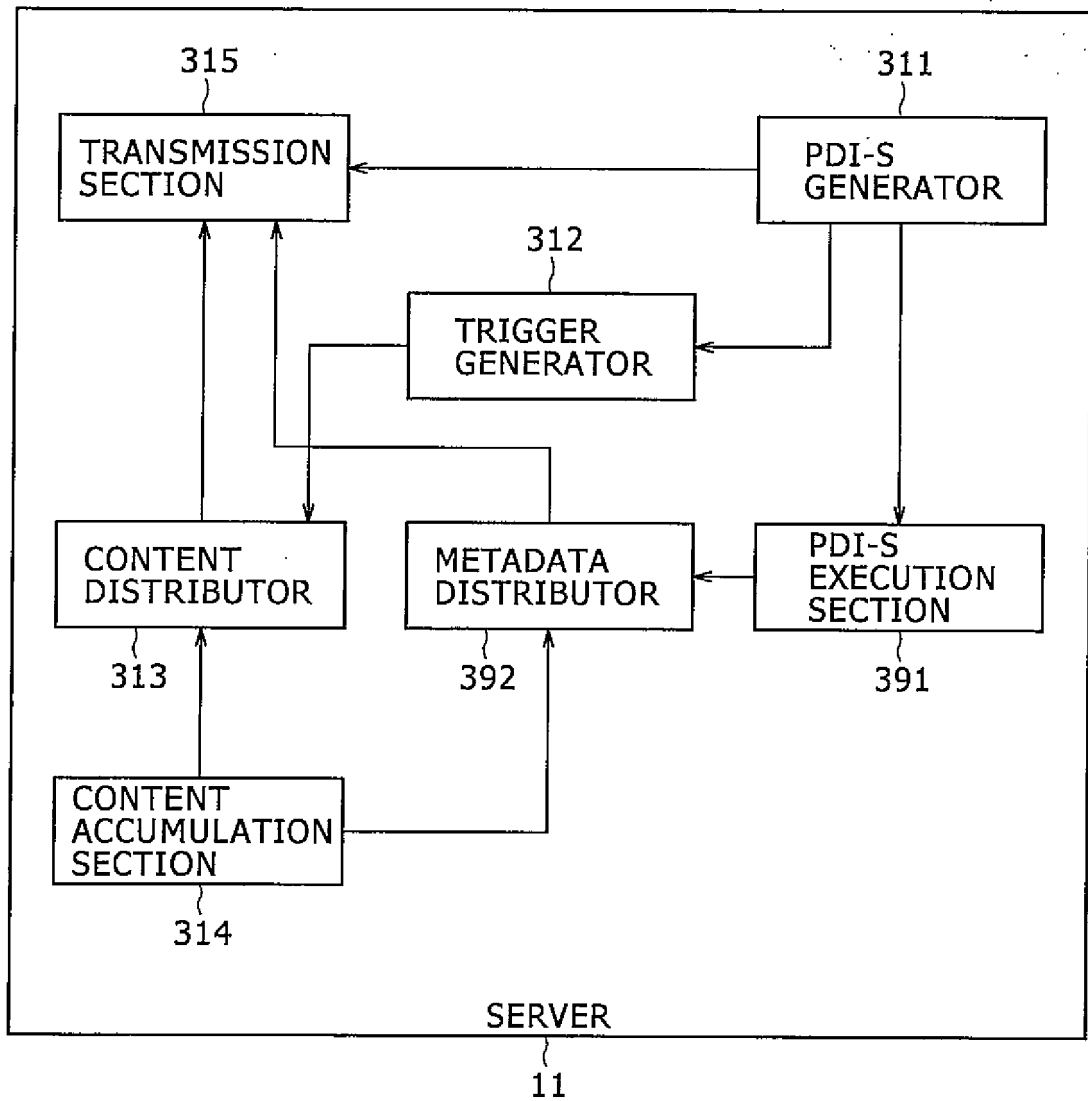 315
311
TRANSMISSION
SECTION
PDI-S
GENERATOR
312
TRIGGER
GENERATOR
CONTENT
DISTRIBUTOR
METADATA
DISTRIBUTOR
PDI-S
EXECUTION
SECTION
313
392
391
CONTENT
ACCUMULATION
SECTION
314
SERVER
11